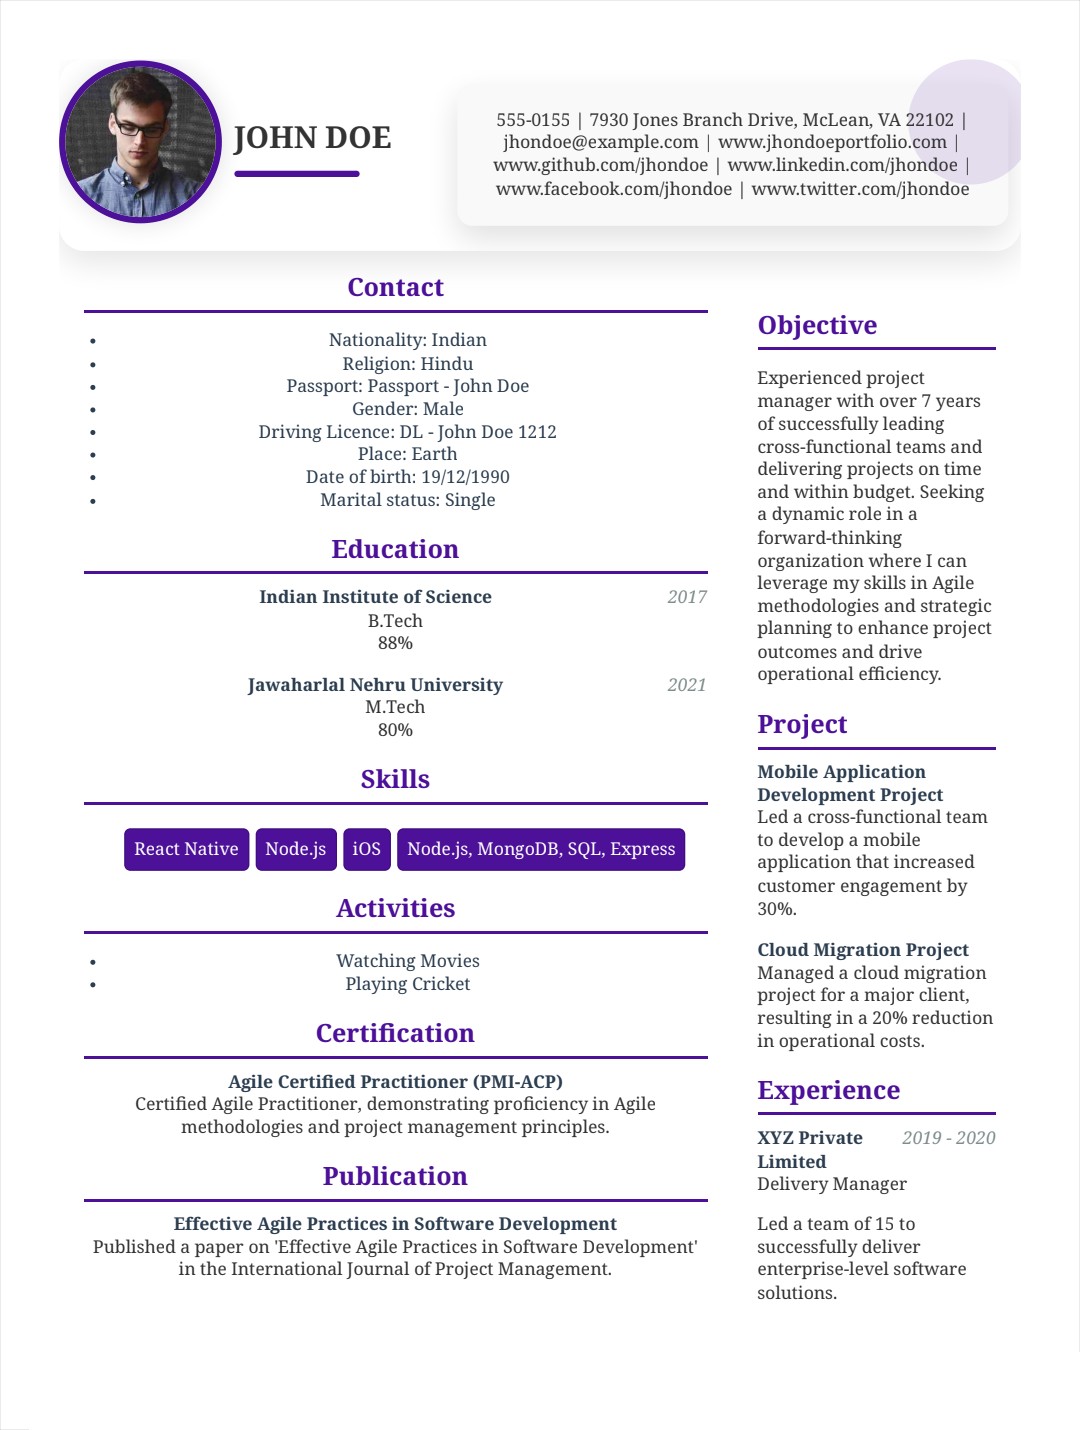 JOHN DOE
555-0155 | 7930 Jones Branch Drive, McLean, VA 22102 |
jhondoe@example.com | www.jhondoeportfolio.com |
www.github.com/jhondoe | www.linkedin.com/jhondoe |
www.facebook.com/jhondoe | www.twitter.com/jhondoe
Contact
• Nationality: Indian
• Religion: Hindu
• Passport: Passport - John Doe
• Gender: Male
• Driving Licence: DL - John Doe 1212
• Place: Earth
• Date of birth: 19/12/1990
• Marital status: Single
Education
Indian Institute of Science 2017
B.Tech
88%
Jawaharlal Nehru University 2021
M.Tech
80%
Skills
React Native Node.js iOS Node.js, MongoDB, SQL, Express
Activities
• Watching Movies
• Playing Cricket
Certification
Agile Certified Practitioner (PMI-ACP)
Certified Agile Practitioner, demonstrating proficiency in Agile
methodologies and project management principles.
Publication
Effective Agile Practices in Software Development
Published a paper on 'Effective Agile Practices in Software Development'
in the International Journal of Project Management.
Objective
Experienced project
manager with over 7 years
of successfully leading
cross-functional teams and
delivering projects on time
and within budget. Seeking
a dynamic role in a
forward-thinking
organization where I can
leverage my skills in Agile
methodologies and strategic
planning to enhance project
outcomes and drive
operational efficiency.
Project
Mobile Application
Development Project
Led a cross-functional team
to develop a mobile
application that increased
customer engagement by
30%.
Cloud Migration Project
Managed a cloud migration
project for a major client,
resulting in a 20% reduction
in operational costs.
Experience
XYZ Private 2019 - 2020
Limited
Delivery Manager
Led a team of 15 to
successfully deliver
enterprise-level software
solutions.